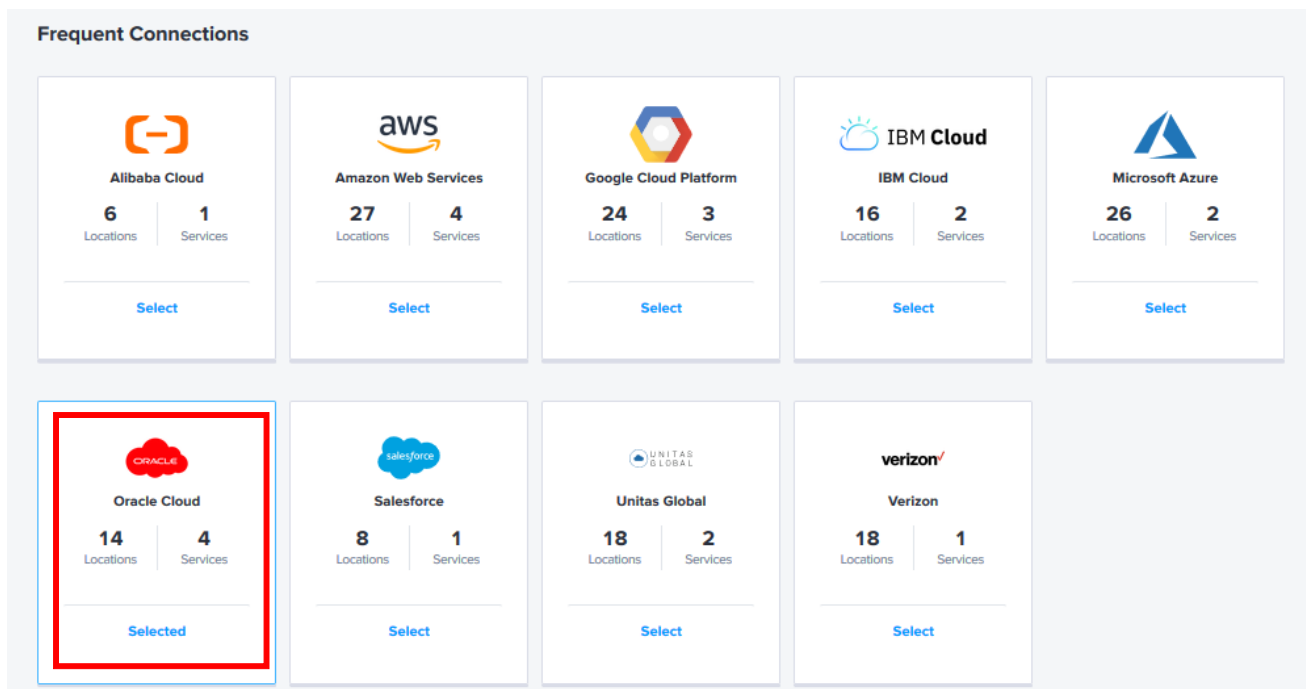 Frequent Connections
aws
IBM Cloud
Alibaba Cloud
Amazon Web Services
Google Cloud Platform
IBM Cloud
Microsoft Azure
6 1
Locations Services
27 4
Locations Services
24 3
Locations Services
16 2
Locations Services
26 2
Locations Services
Select
Select
Select
Select
Select
ORACLE
salesforce
UNITAS
GLOBAL
verizon
Oracle Cloud
Salesforce
Unitas Global
Verizon
14 4
Locations Services
8 1
Locations Services
18 2
Locations Services
18 1
Locations Services
Selected
Select
Select
Select